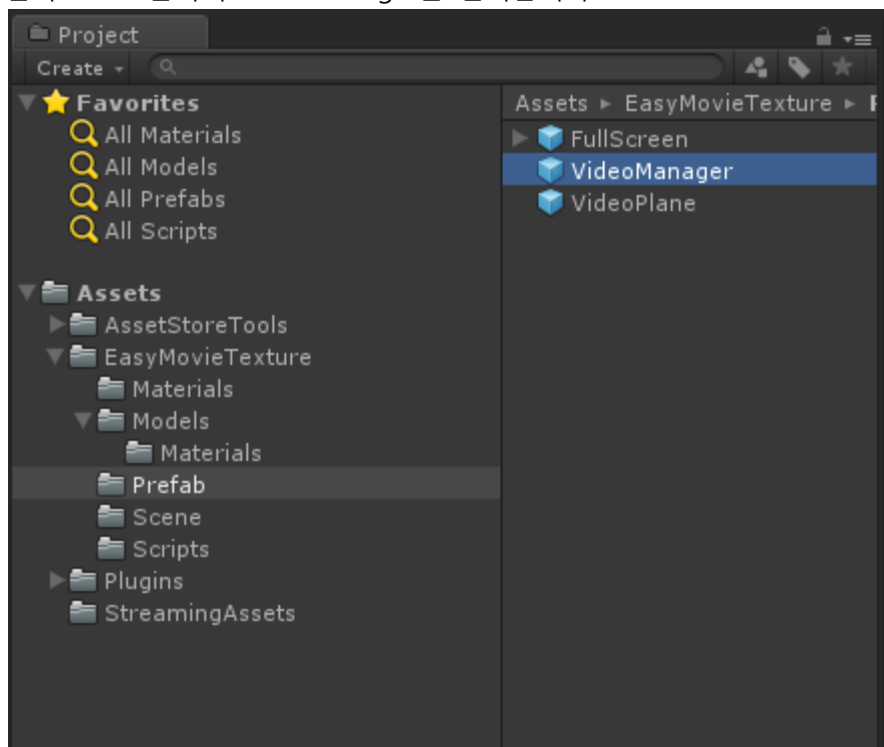 Project
Create
Favorites
All Materials
All Models
All Prefabs
All Scripts
Assets
AssetStoreTools
EasyMovieTexture
Materials
Models
Materials
Prefab
Scene
Scripts
Plugins
StreamingAssets
Assets ▸ EasyMovieTexture ▸
FullScreen
VideoManager
VideoPlane